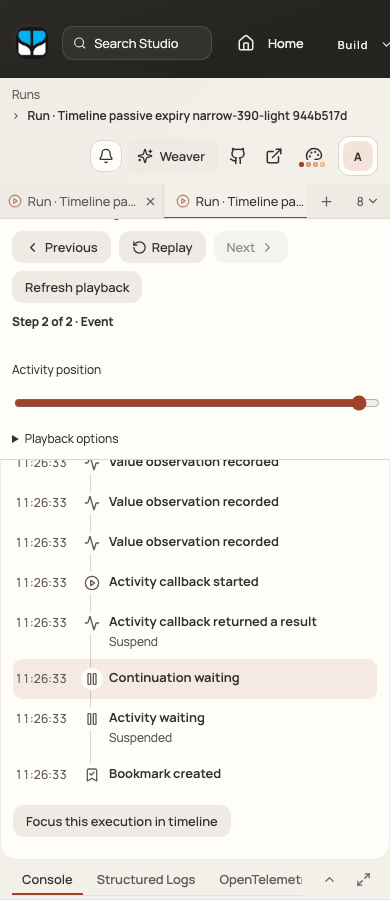 Search Studio
Home
Build
Runs
Run · Timeline passive expiry narrow-390-light 944b517d
Weaver
A
Run · Timeline pa...
Run · Timeline pa...
8
Previous
Replay
Next
Refresh playback
Step 2 of 2 · Event
Activity position
Playback options
11:26:33 Value observation recorded
11:26:33 Value observation recorded
11:26:33 Value observation recorded
11:26:33 Activity callback started
11:26:33 Activity callback returned a result
Suspend
11:26:33 Continuation waiting
11:26:33 Activity waiting
Suspended
11:26:33 Bookmark created
Focus this execution in timeline
Console
Structured Logs
OpenTelemet